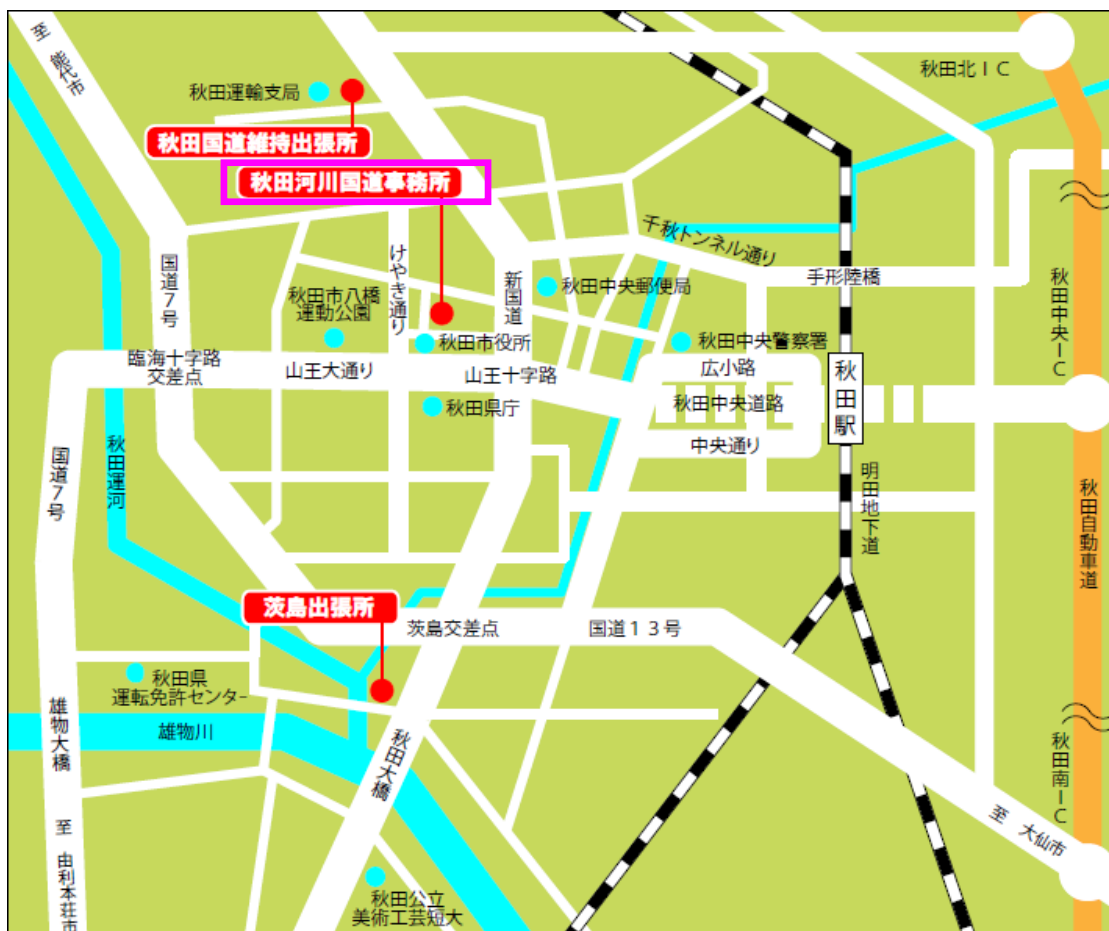 至 能代市
秋田運輸支局
秋田北ＩＣ
秋田国道維持出張所
秋田河川国道事務所
千秋トンネル通り
手形陸橋
国道７号
けやき通り
新国道
秋田市八橋
運動公園
秋田中央郵便局
秋田中央ＩＣ
秋田市役所
秋田中央警察署
臨海十字路
交差点
山王大通り
山王十字路
広小路
秋田駅
秋田県庁
秋田中央道路
中央通り
国道７号
秋田運河
明田地下道
秋田自動車道
茨島出張所
茨島交差点
国道１３号
秋田県
運転免許センター
雄物大橋
雄物川
秋田大橋
秋田南ＩＣ
至 大仙市
至 由利本荘市
秋田公立
美術工芸短大